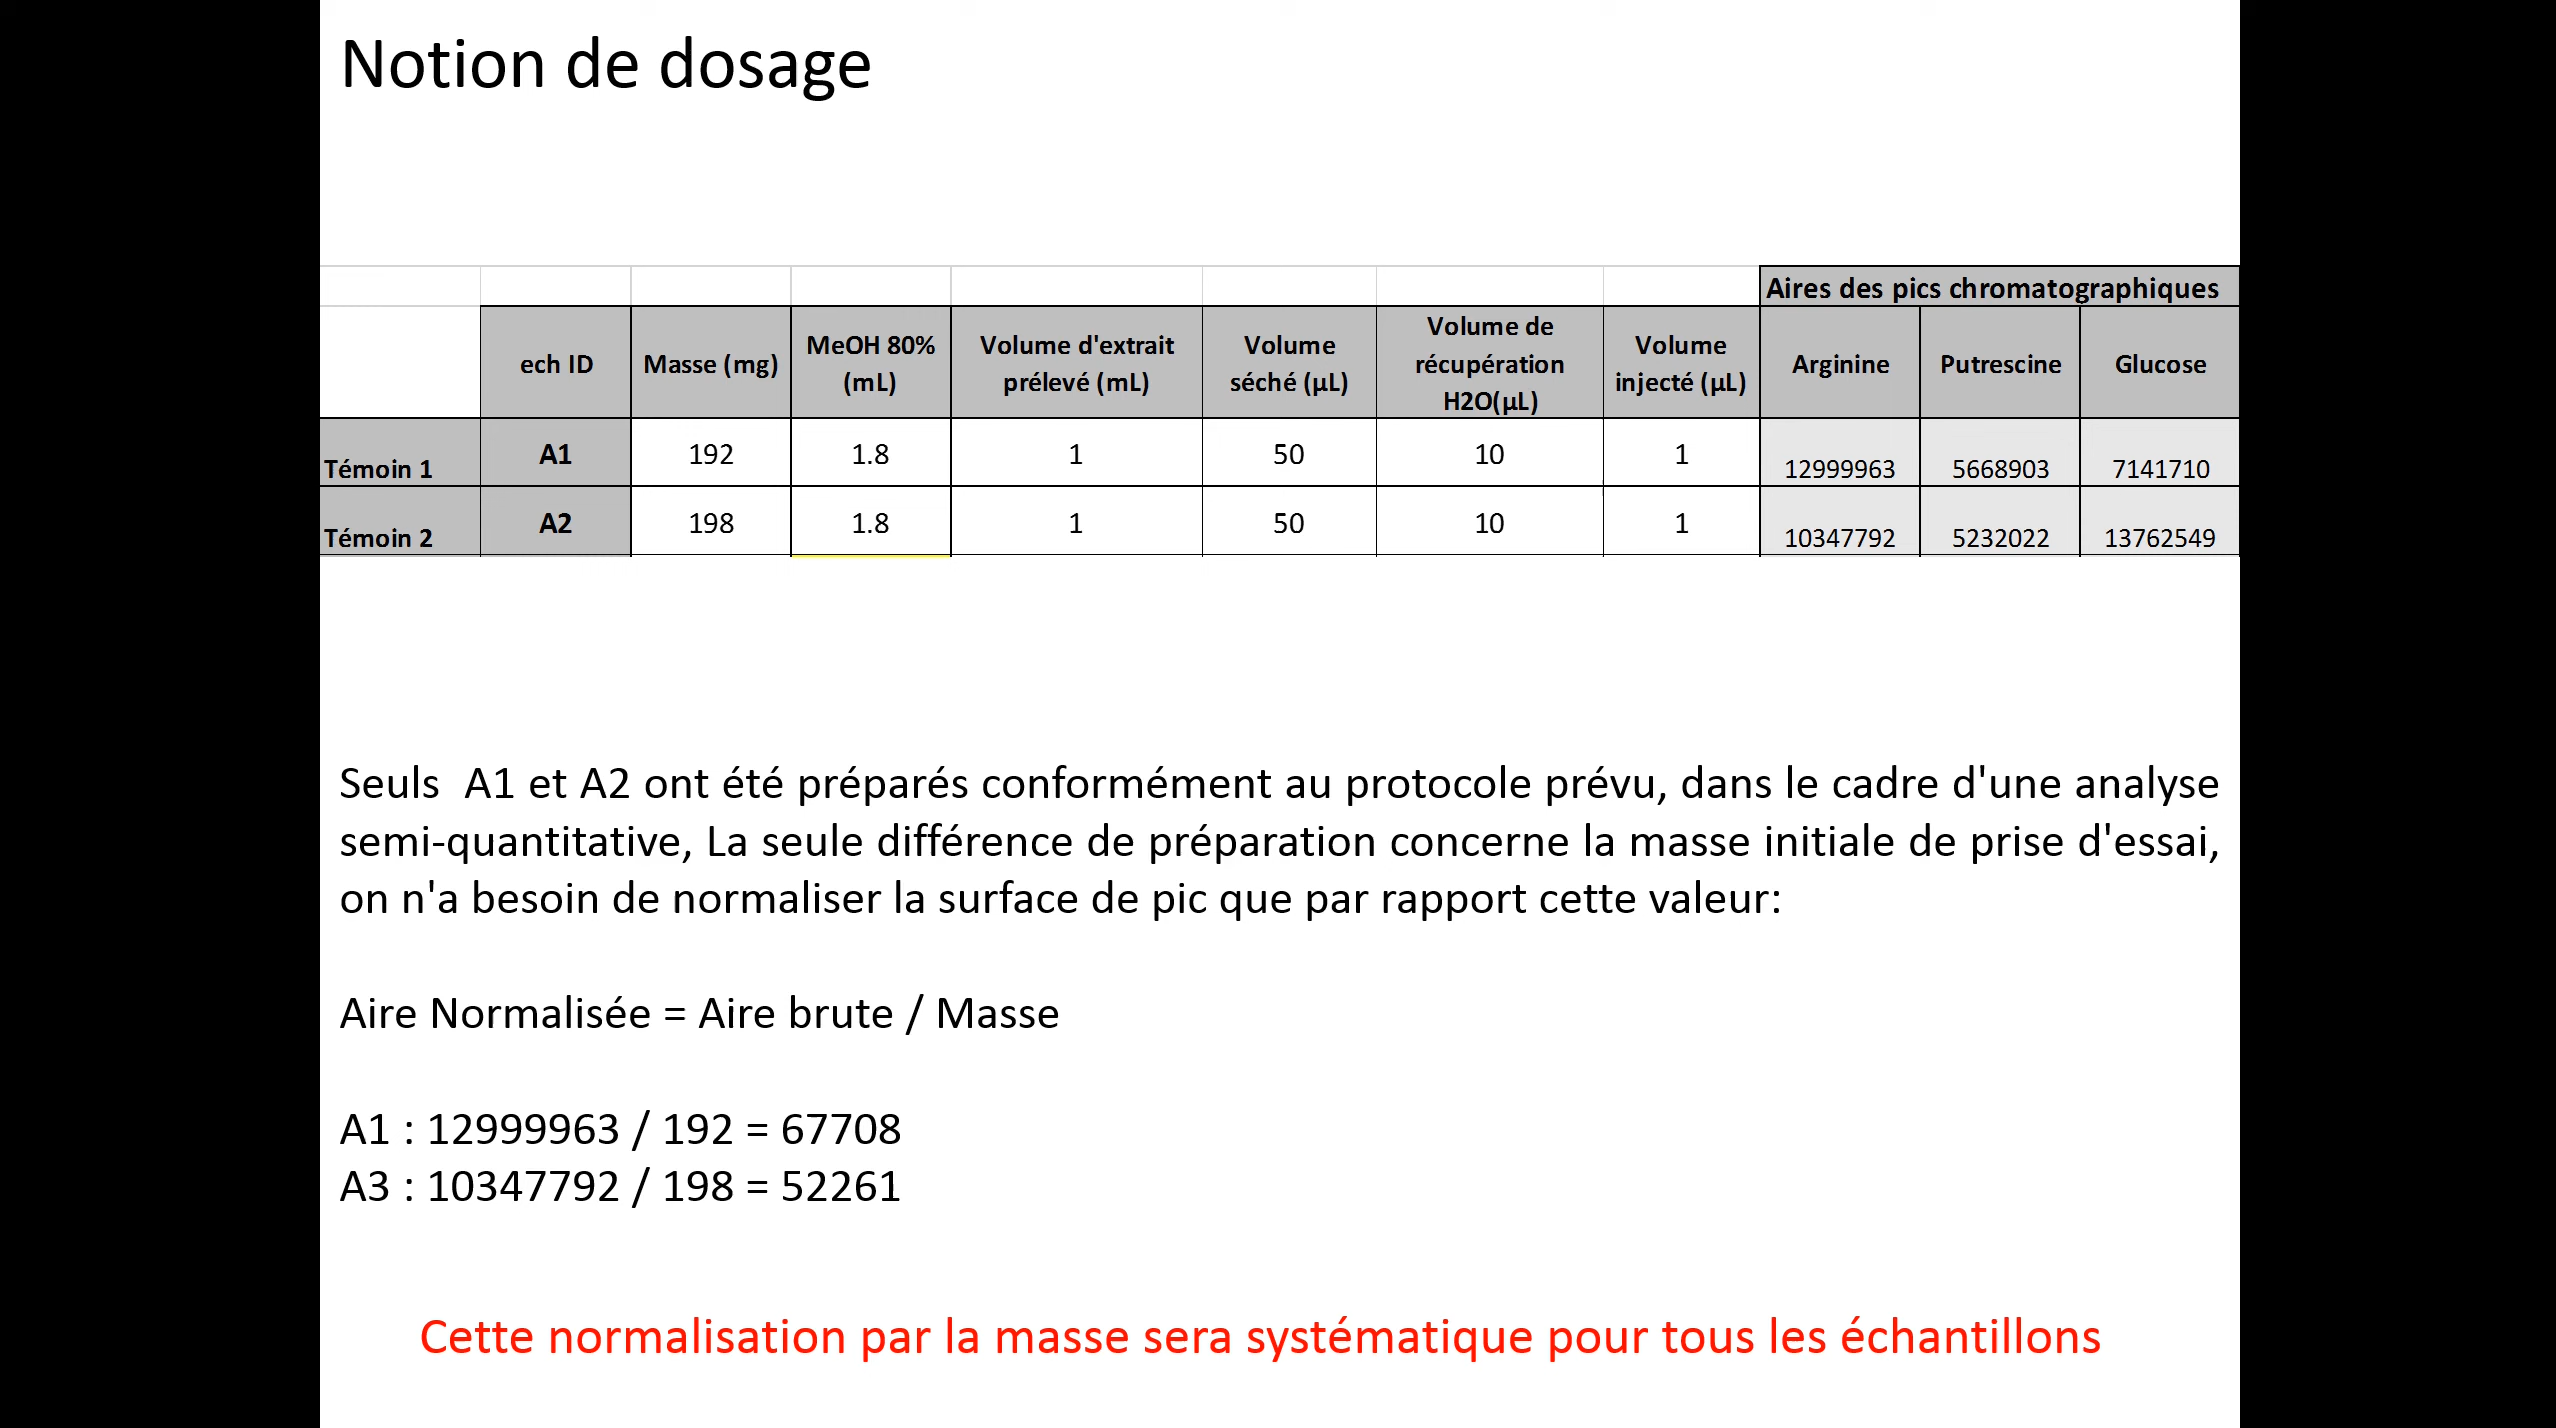 Notion de dosage
Aires des pics chromatographiques
ech ID Masse (mg) MeOH 80% (mL) Volume d'extrait prélevé (mL) Volume séché (µL) Volume de récupération H2O(µL) Volume injecté (µL) Arginine Putrescine Glucose
Témoin 1 A1 192 1.8 1 50 10 1 12999963 5668903 7141710
Témoin 2 A2 198 1.8 1 50 10 1 10347792 5232022 13762549
Seuls  A1 et A2 ont été préparés conformément au protocole prévu, dans le cadre d'une analyse
semi-quantitative, La seule différence de préparation concerne la masse initiale de prise d'essai,
on n'a besoin de normaliser la surface de pic que par rapport cette valeur:
Aire Normalisée = Aire brute / Masse
A1 : 12999963 / 192 = 67708
A3 : 10347792 / 198 = 52261
Cette normalisation par la masse sera systématique pour tous les échantillons